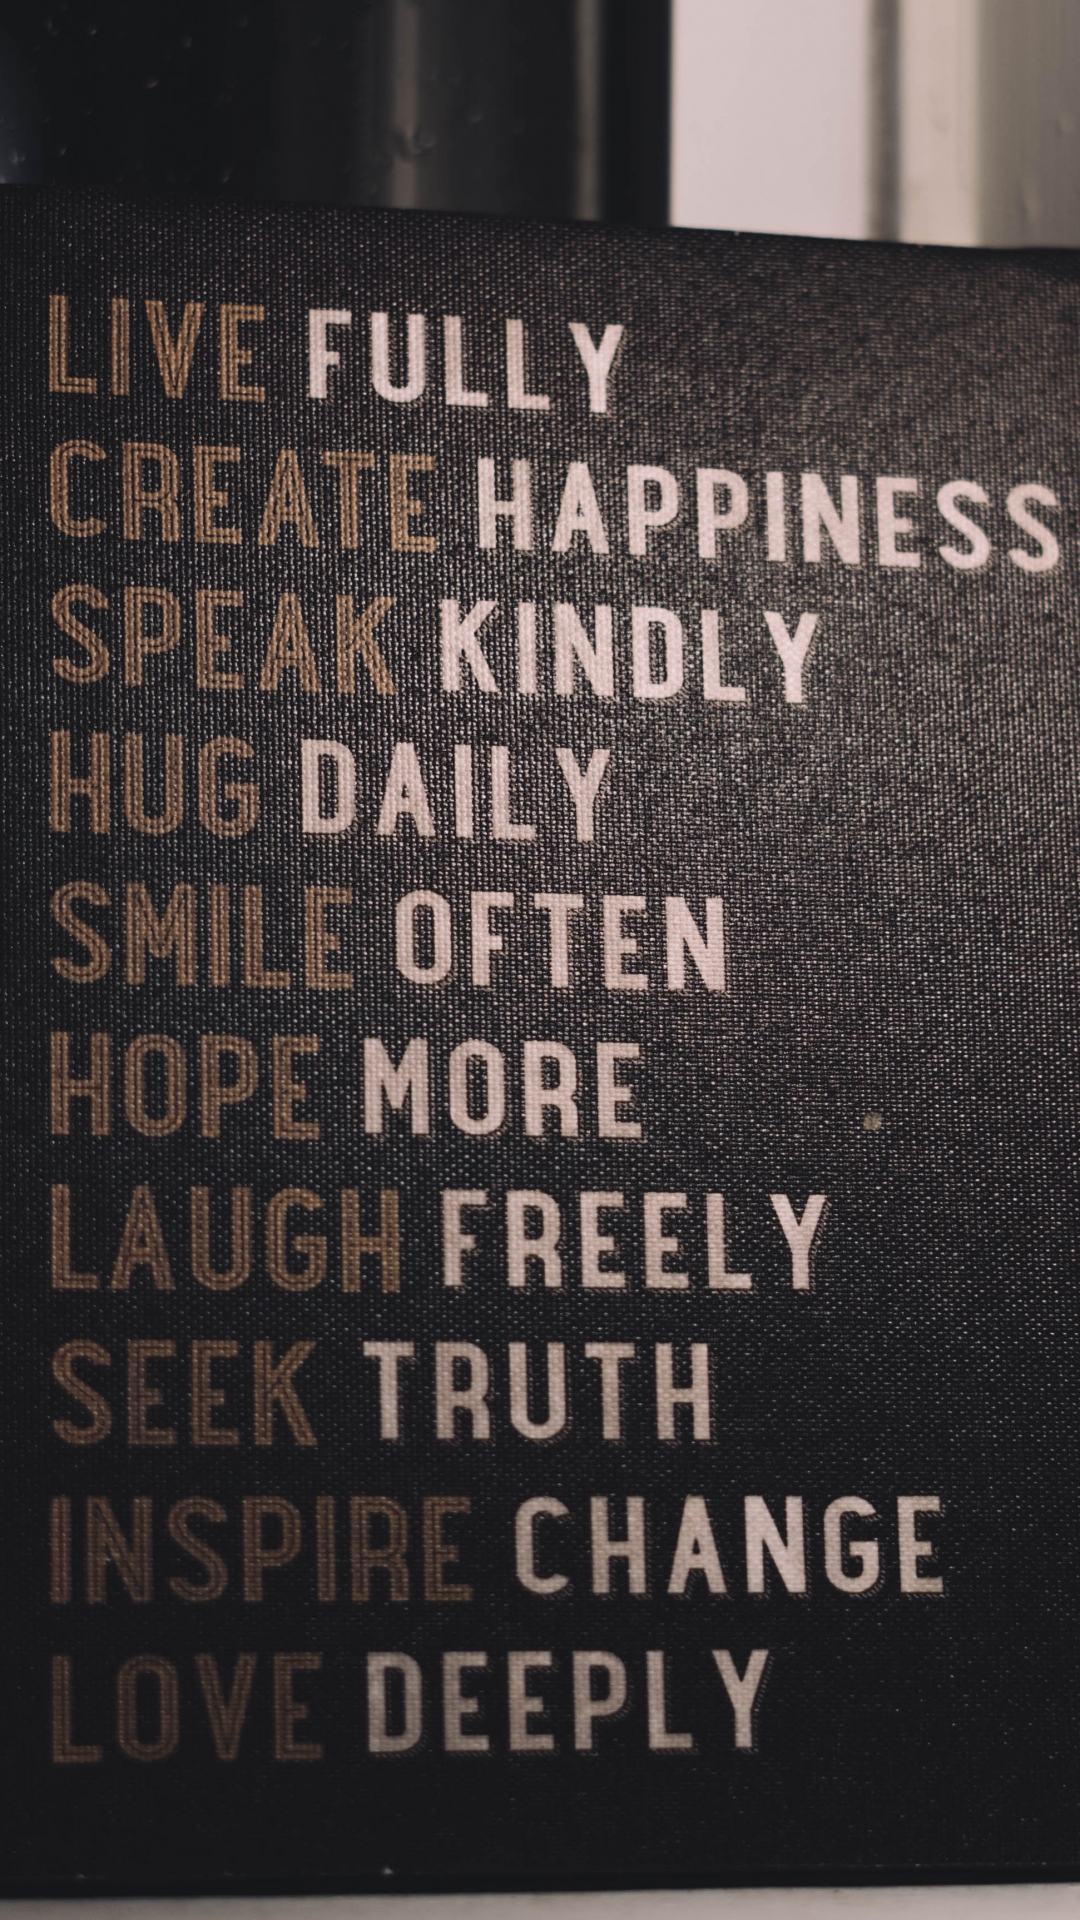 LIVE FULLY
CREATE HAPPINESS
SPEAK KINDLY
HUG DAILY
SMILE OFTEN
HOPE MORE
LAUGH FREELY
SEEK TRUTH
INSPIRE CHANGE
LOVE DEEPLY